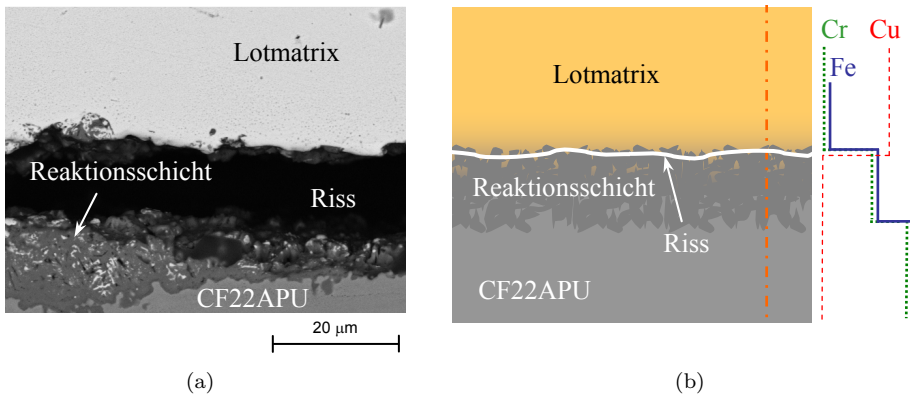 Lotmatrix
Reaktionsschicht
Riss
CF22APU
20 µm
(a)
Lotmatrix
Reaktionsschicht
Riss
CF22APU
Cr
Cu
Fe
(b)